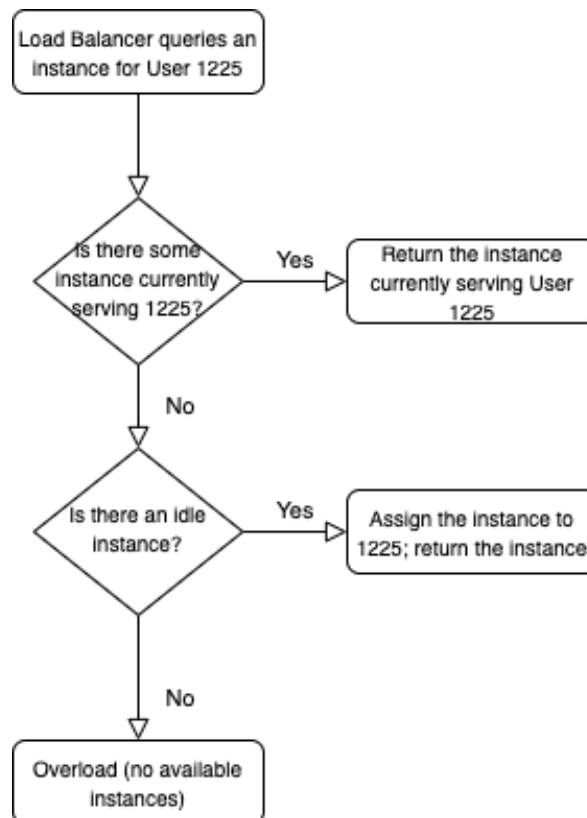 Load Balancer queries an
instance for User 1225
Is there some
instance currently
serving 1225?
Yes
Return the instance
currently serving User
1225
No
Is there an idle
instance?
Yes
Assign the instance to
1225; return the instance
No
Overload (no available
instances)